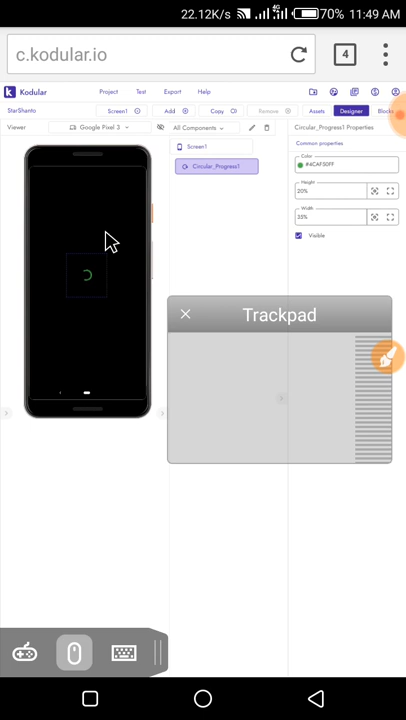 22.12K/s 4G 70% 11:49 AM
c.kodular.io 4
Kodular Project Test Export Help
StarShanto Screen1 Add Copy Remove Assets Designer Blocks
Viewer Google Pixel 3 All Components Circular_Progress1 Properties
Screen1
Circular_Progress1
Common properties
Color
#4CAF50FF
Height
20%
Width
35%
Visible
Trackpad